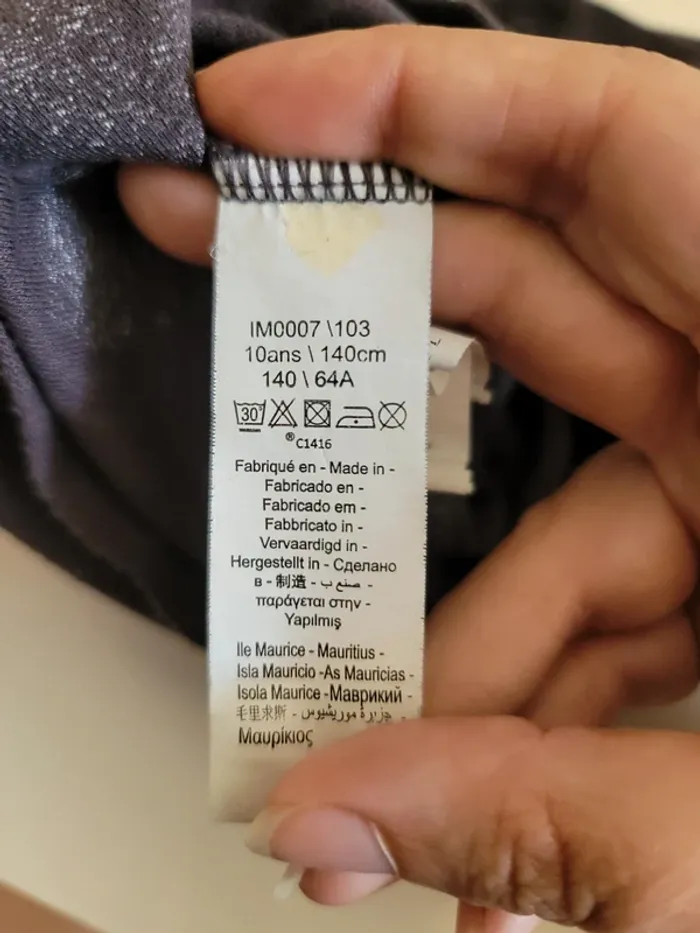 IM0007 \103
10ans \ 140cm
140 \ 64A
30°
®C1416
Fabriqué en - Made in -
Fabricado en -
Fabricado em -
Fabbricato in -
Vervaardigd in -
Hergestellt in - Сделано
в - 制造 - صنع ب -
παράγεται στην -
Yapılmış
Ile Maurice - Mauritius -
Isla Mauricio -As Mauricias -
Isola Maurice -Маврикий -
毛里求斯 - جزيرة موريشيوس -
Μαυρίκιος